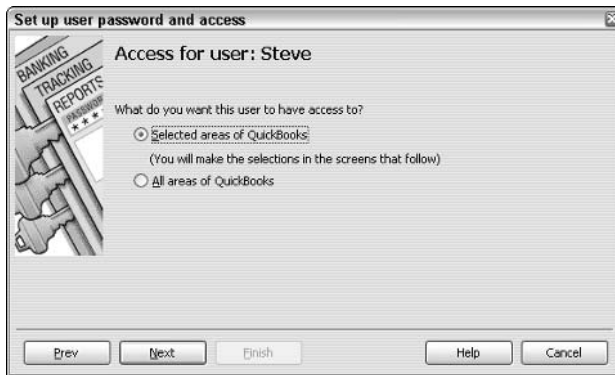 Set up user password and access
BANKING
TRACKING
REPORTS
PASSWORD
★★★
Access for user: Steve
What do you want this user to have access to?
Selected areas of QuickBooks
(You will make the selections in the screens that follow)
All areas of QuickBooks
Prev
Next
Finish
Help
Cancel